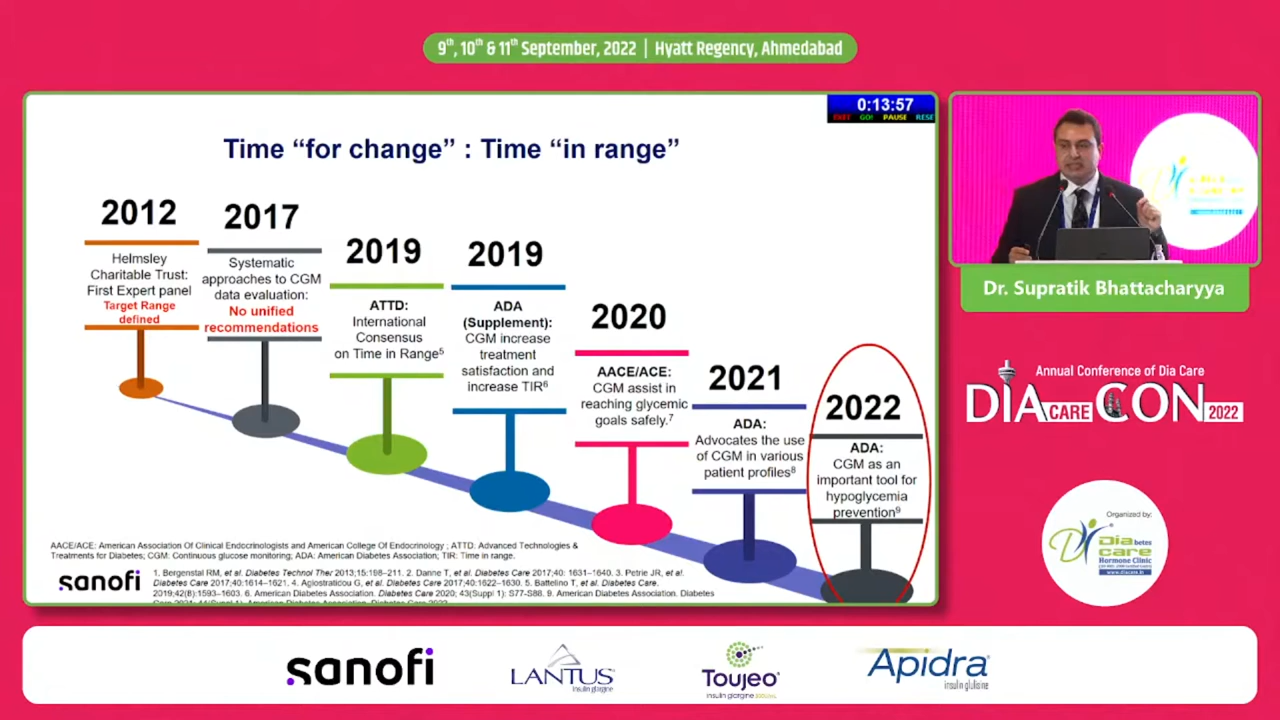 9th, 10th & 11th September, 2022 | Hyatt Regency, Ahmedabad
0:13:57
EXIT GO! PAUSE RESE
Time “for change” : Time “in range”
2012
Helmsley
Charitable Trust:
First Expert panel
Target Range
defined
2017
Systematic
approaches to CGM
data evaluation:
No unified
recommendations
2019
ATTD:
International
Consensus
on Time in Range5
2019
ADA
(Supplement):
CGM increase
treatment
satisfaction and
increase TIR6
2020
AACE/ACE:
CGM assist in
reaching glycemic
goals safely.7
2021
ADA:
Advocates the use
of CGM in various
patient profiles8
2022
ADA:
CGM as an
important tool for
hypoglycemia
prevention9
AACE/ACE: American Association Of Clinical Endocrinologists and American College Of Endocrinology ; ATTD: Advanced Technologies &
Treatments for Diabetes; CGM: Continuous glucose monitoring; ADA: American Diabetes Association; TIR: Time in range.
sanofi
1. Bergenstal RM, et al. Diabetes Technol Ther 2013;15:198–211. 2. Danne T, et al. Diabetes Care 2017;40: 1631–1640. 3. Petrie JR, et al.
Diabetes Care 2017;40:1614–1621. 4. Agiostratidou G, et al. Diabetes Care 2017;40:1622–1630. 5. Battelino T, et al. Diabetes Care.
2019;42(8):1593–1603. 6. American Diabetes Association. Diabetes Care 2020; 43(Suppl 1): S77-S88. 9. American Diabetes Association. Diabetes
Dr. Supratik Bhattacharyya
Annual Conference of Dia Care
DIA CARE CON 2022
Organized by:
Diabetes
care
Hormone Clinic
www.diacare.in
sanofi
LANTUS
insulin glargine
Toujeo
insulin glargine
Apidra
insulin glulisine